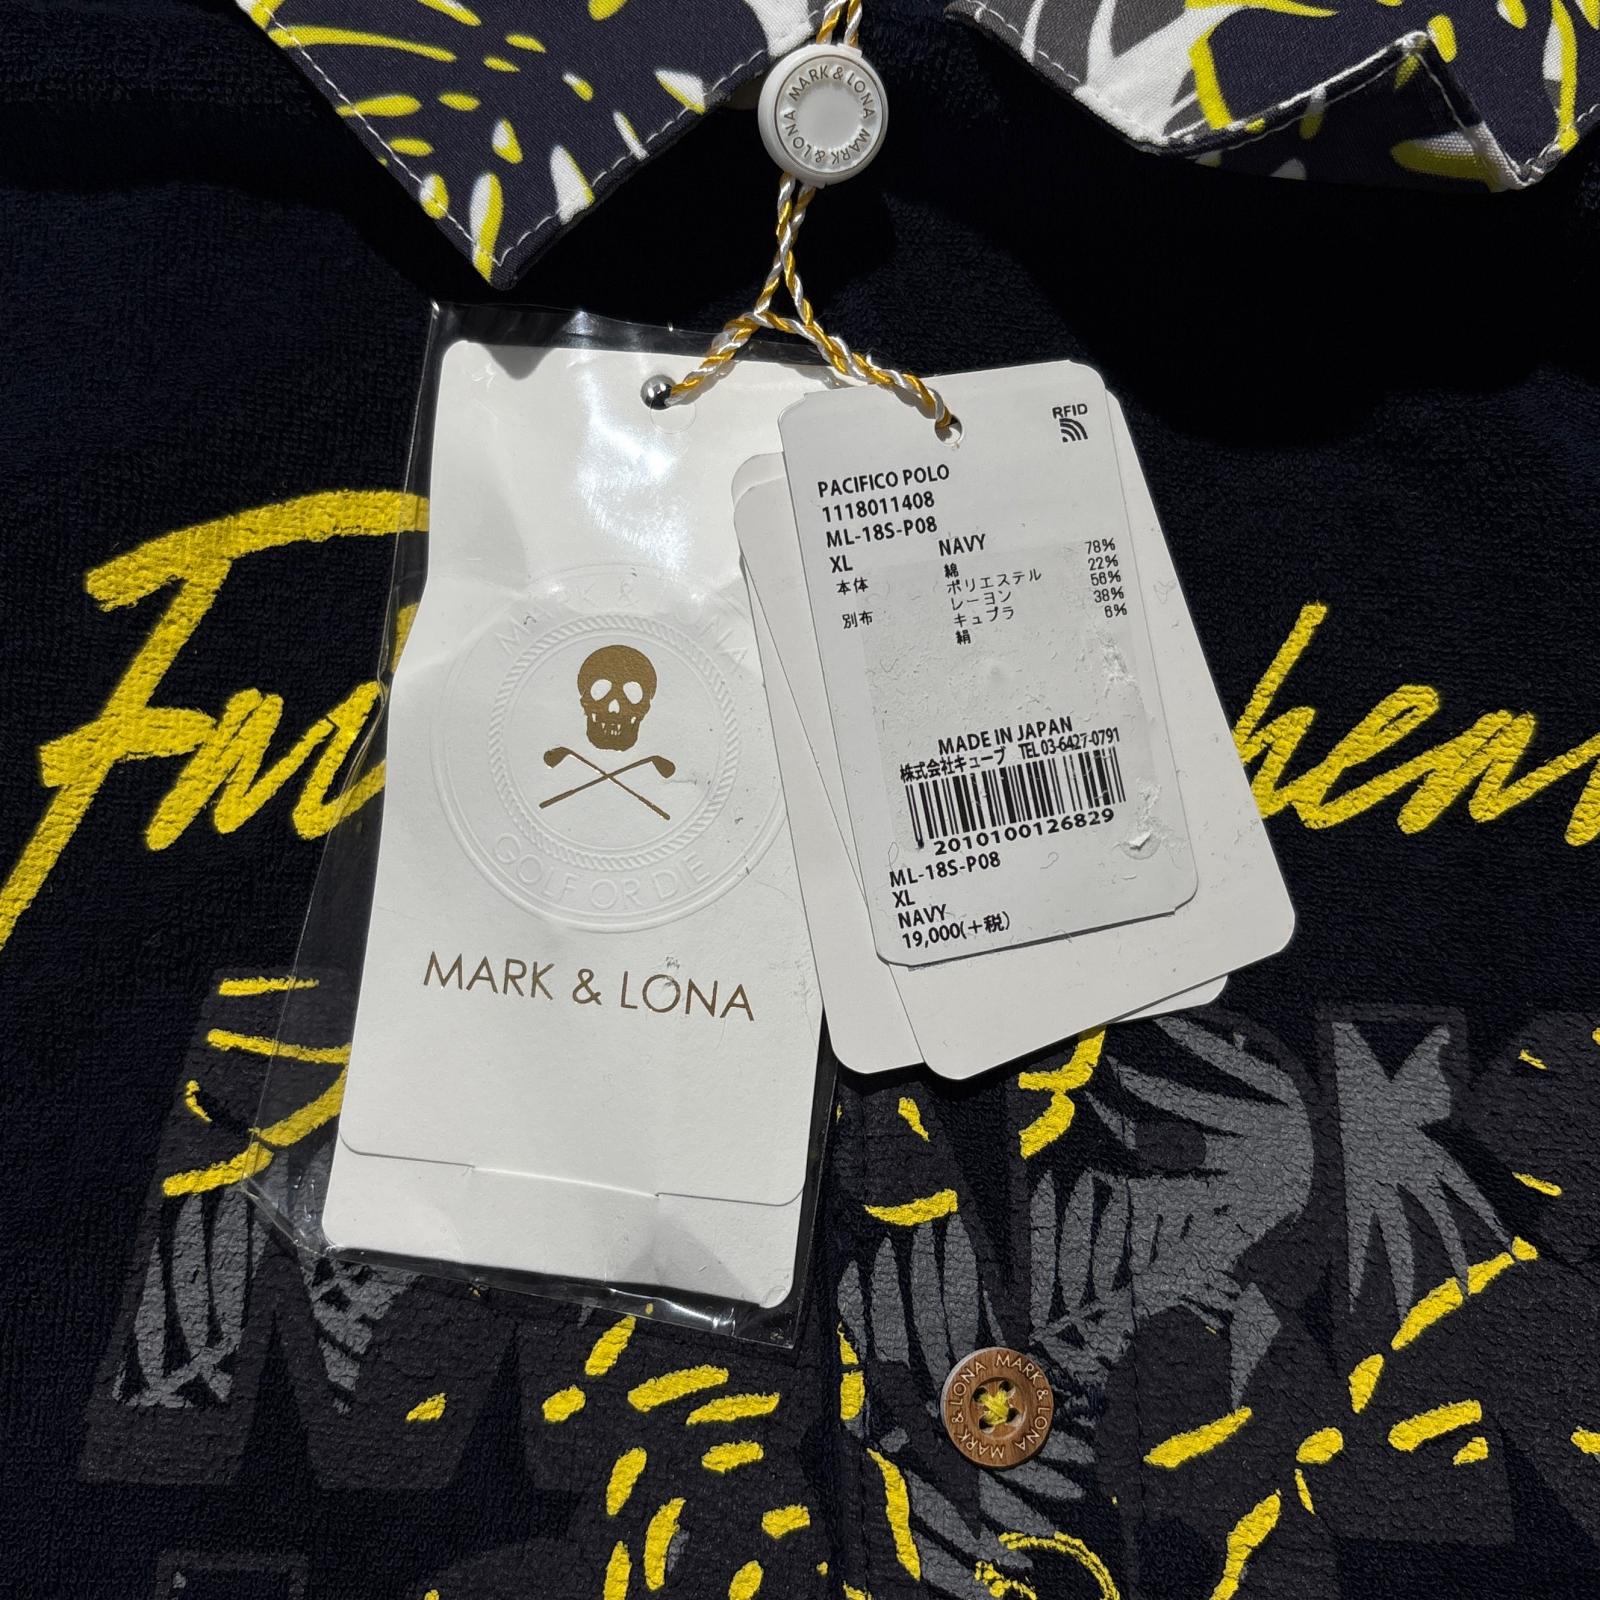 MARK & LONA MARK & LONA
RFID
PACIFICO POLO
1118011408
ML-18S-P08
XL NAVY
本体 綿 78%
ポリエステル 22%
別布 レーヨン 56%
キュプラ 38%
絹 6%
MADE IN JAPAN
株式会社キューブ TEL 03-6427-0791
2010100126829
ML-18S-P08
XL
NAVY
19,000(+税)
MARK & LONA
GOLF OR DIE
MARK & LONA
MARK & LONA MARK & LONA